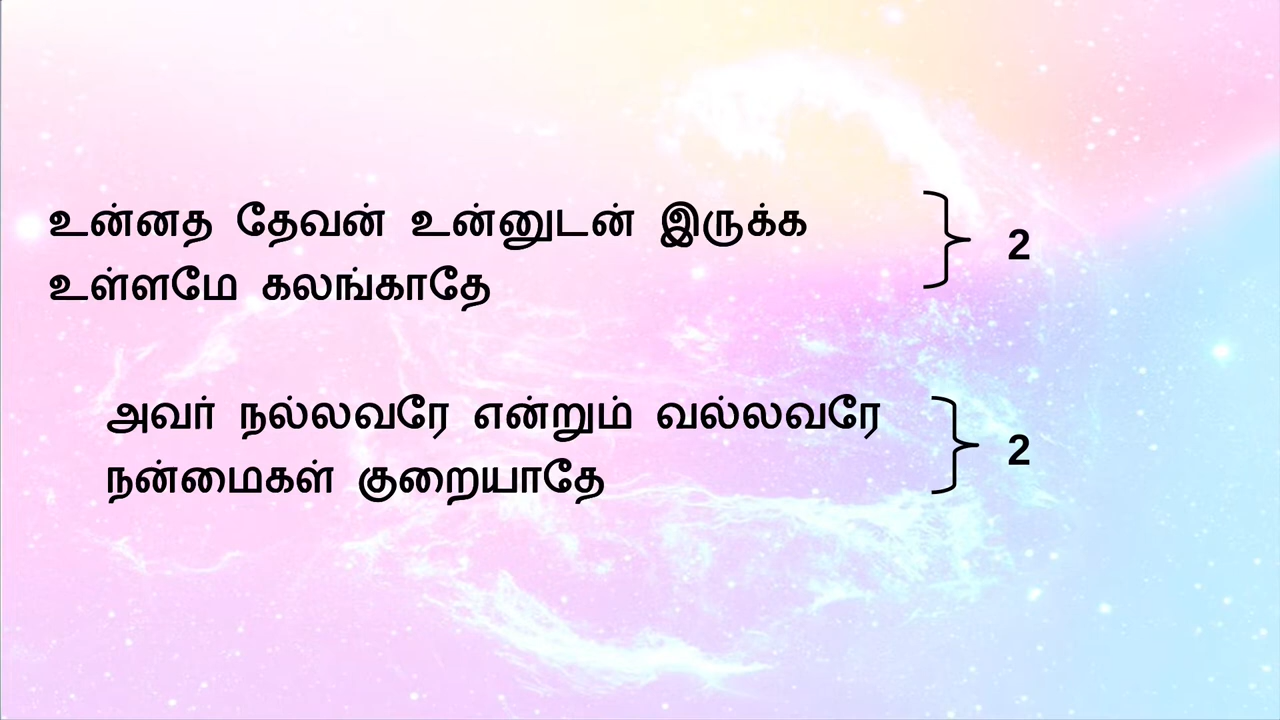 உன்னத தேவன் உன்னுடன் இருக்க
உள்ளமே கலங்காதே
2
அவர் நல்லவரே என்றும் வல்லவரே
நன்மைகள் குறையாதே
2